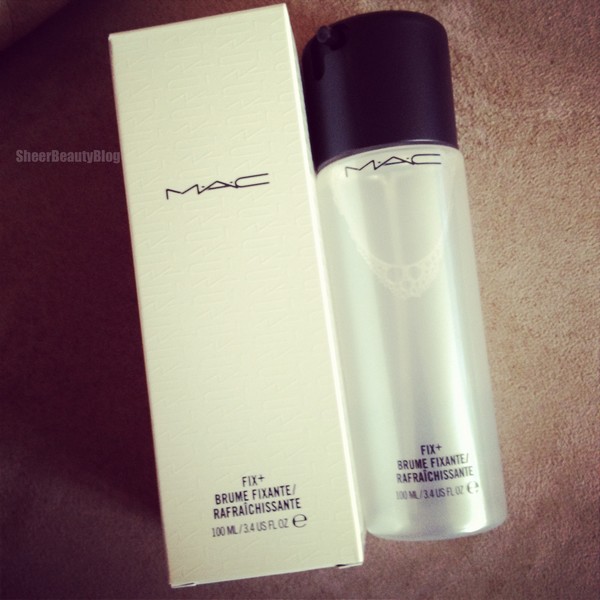 SheerBeautyBlog
M·A·C
FIX+
BRUME FIXANTE/
RAFRAÎCHISSANTE
100 ML/3.4 US FL OZ ℮
M·A·C
FIX+
BRUME FIXANTE/
RAFRAÎCHISSANTE
100 ML/3.4 US FL OZ ℮